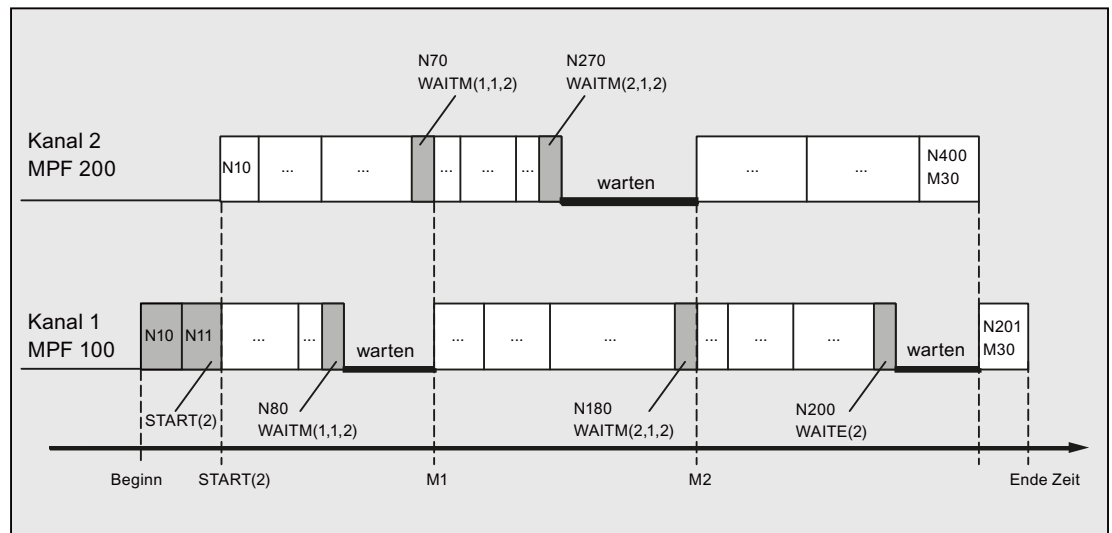 N70
WAITM(1,1,2)
N270
WAITM(2,1,2)
Kanal 2
MPF 200
N10
...
...
...
...
...
warten
...
...
N400
M30
Kanal 1
MPF 100
N10
N11
...
...
warten
...
...
...
...
...
...
warten
N201
M30
START(2)
N80
WAITM(1,1,2)
N180
WAITM(2,1,2)
N200
WAITE(2)
Beginn
START(2)
M1
M2
Ende Zeit